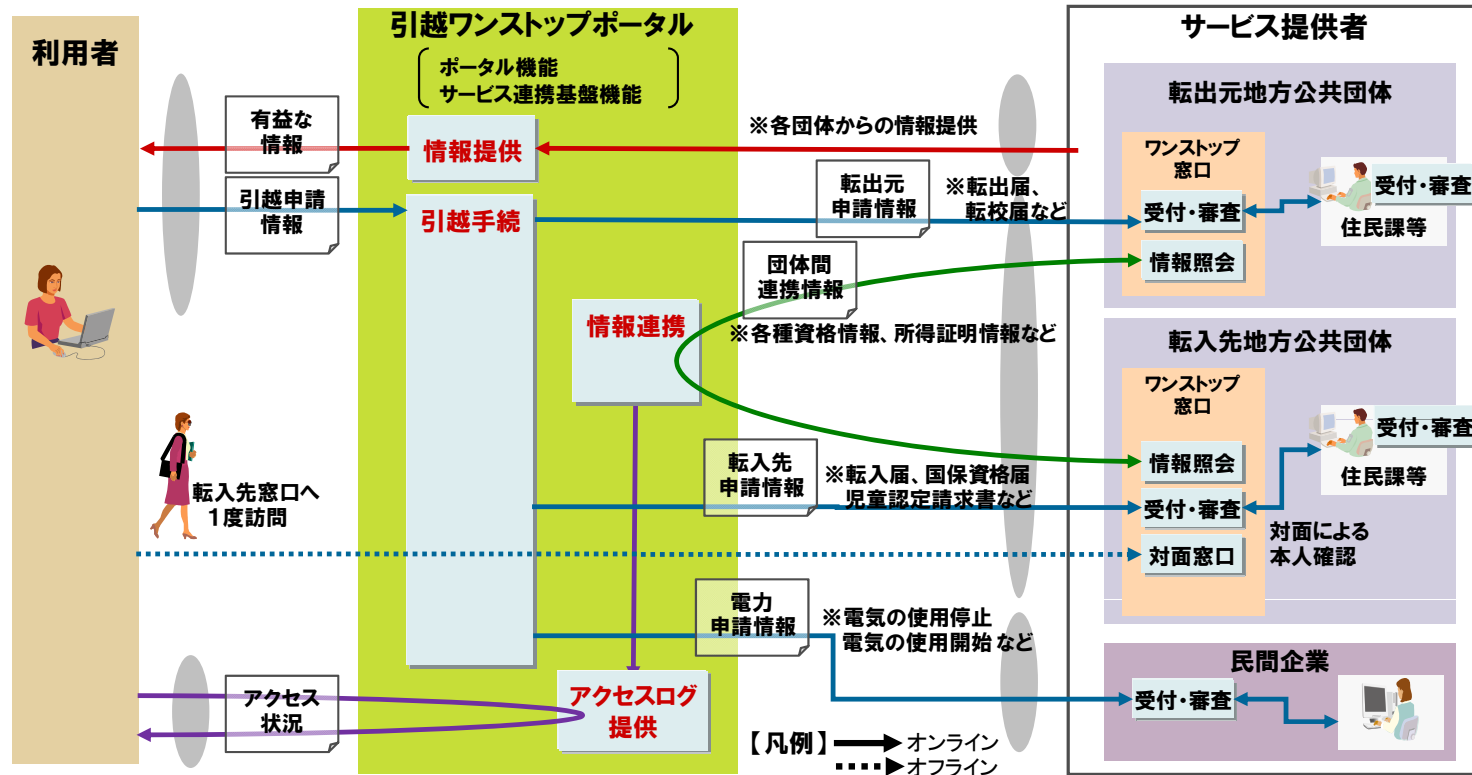 利用者
引越ワンストップポータル
ポータル機能
サービス連携基盤機能
サービス提供者
有益な
情報
情報提供
※各団体からの情報提供
引越申請
情報
引越手続
転出元
申請情報
※転出届、
転校届など
団体間
連携情報
情報連携
※各種資格情報、所得証明情報など
転入先
申請情報
※転入届、国保資格届
児童認定請求書など
転入先窓口へ
1度訪問
電力
申請情報
※電気の使用停止
電気の使用開始など
アクセス
状況
アクセスログ
提供
【凡例】
オンライン
オフライン
転出元地方公共団体
ワンストップ
窓口
受付・審査
情報照会
受付・審査
住民課等
転入先地方公共団体
ワンストップ
窓口
情報照会
受付・審査
対面窓口
受付・審査
住民課等
対面による
本人確認
民間企業
受付・審査